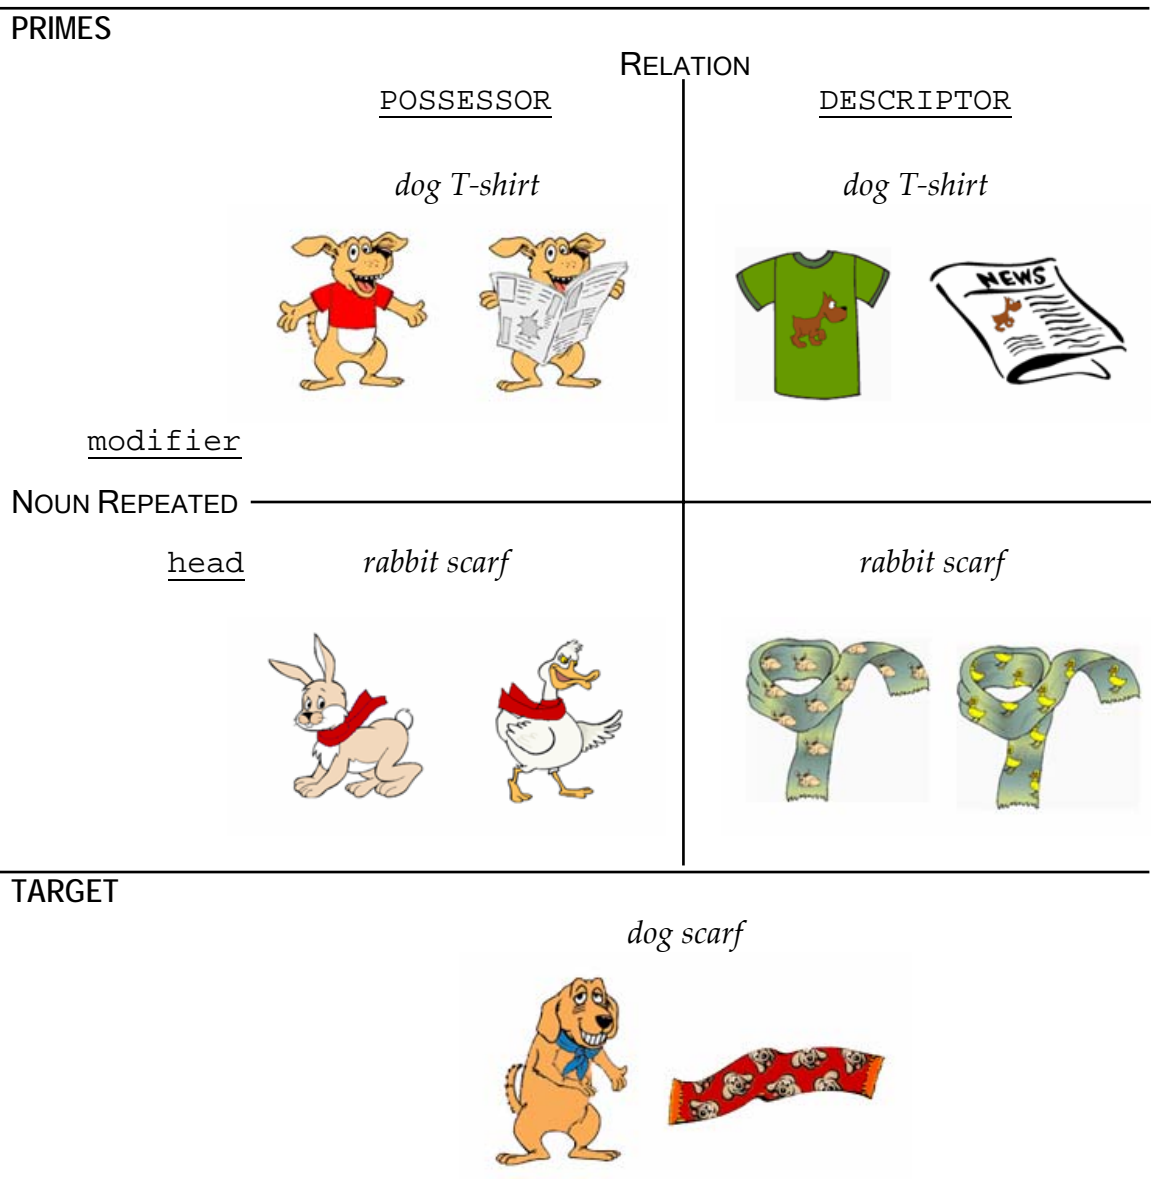 PRIMES
RELATION
POSSESSOR
DESCRIPTOR
dog T-shirt
dog T-shirt
NEWS
modifier
NOUN REPEATED
head
rabbit scarf
rabbit scarf
TARGET
dog scarf